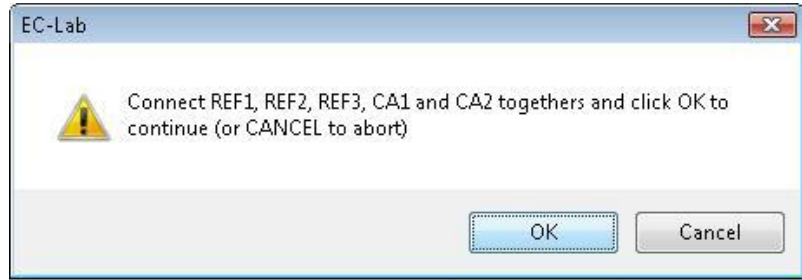 EC-Lab
Connect REF1, REF2, REF3, CA1 and CA2 togethers and click OK to
continue (or CANCEL to abort)
OK
Cancel